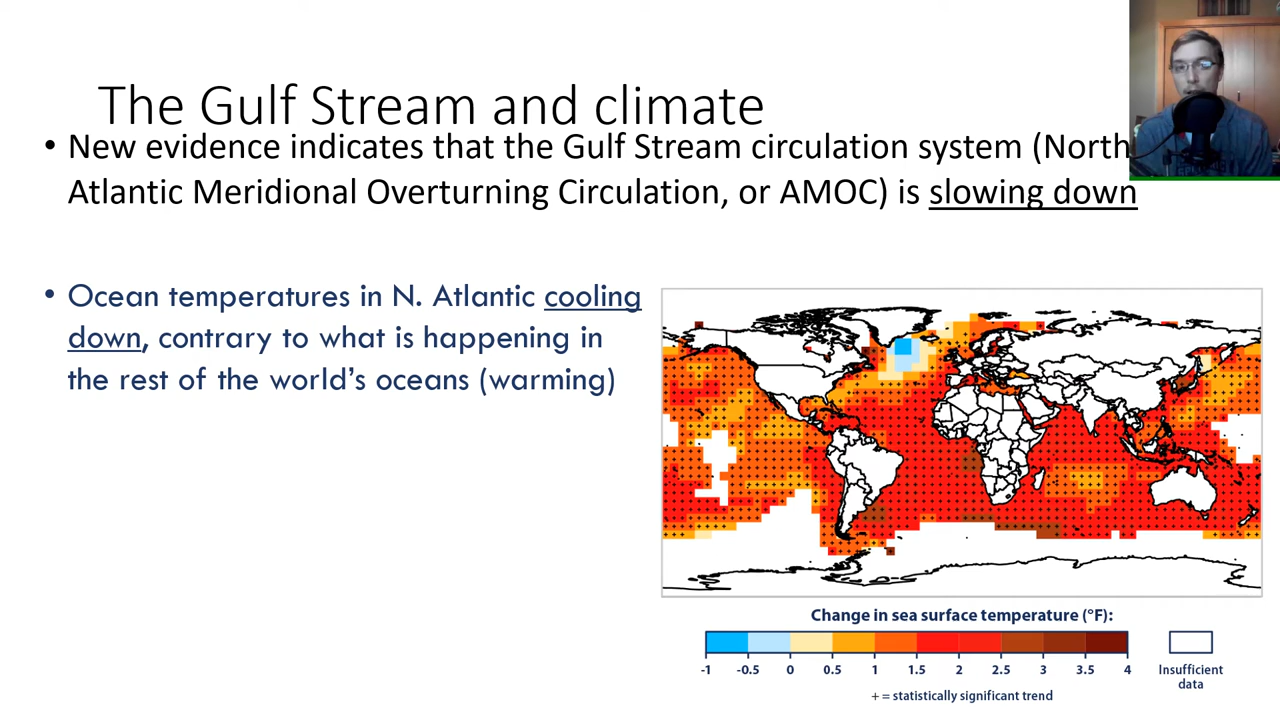 The Gulf Stream and climate
• New evidence indicates that the Gulf Stream circulation system (North
Atlantic Meridional Overturning Circulation, or AMOC) is slowing down
• Ocean temperatures in N. Atlantic cooling
down, contrary to what is happening in
the rest of the world’s oceans (warming)
Change in sea surface temperature (°F):
-1 -0.5 0 0.5 1 1.5 2 2.5 3 3.5 4
Insufficient
data
+ = statistically significant trend